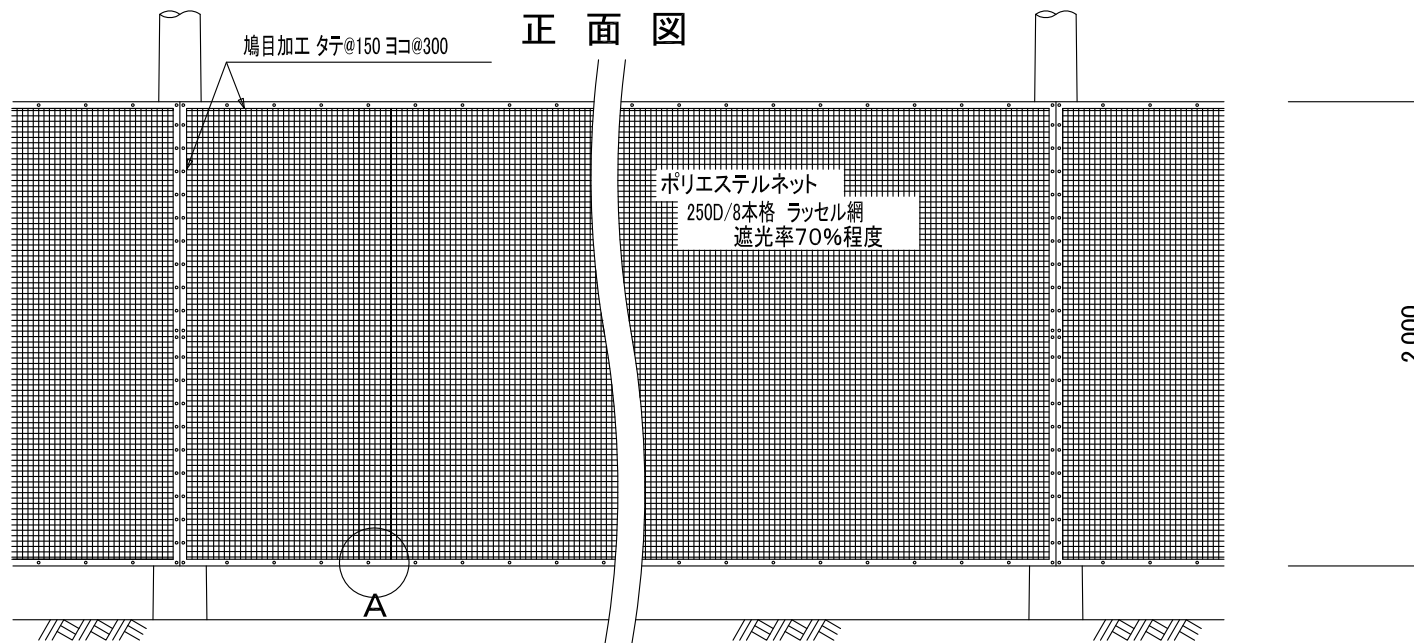 正面図
鳩目加工 タテ@150 ヨコ@300
ポリエステルネット
250D/8本格 ラッセル網
遮光率70%程度
2,000
A